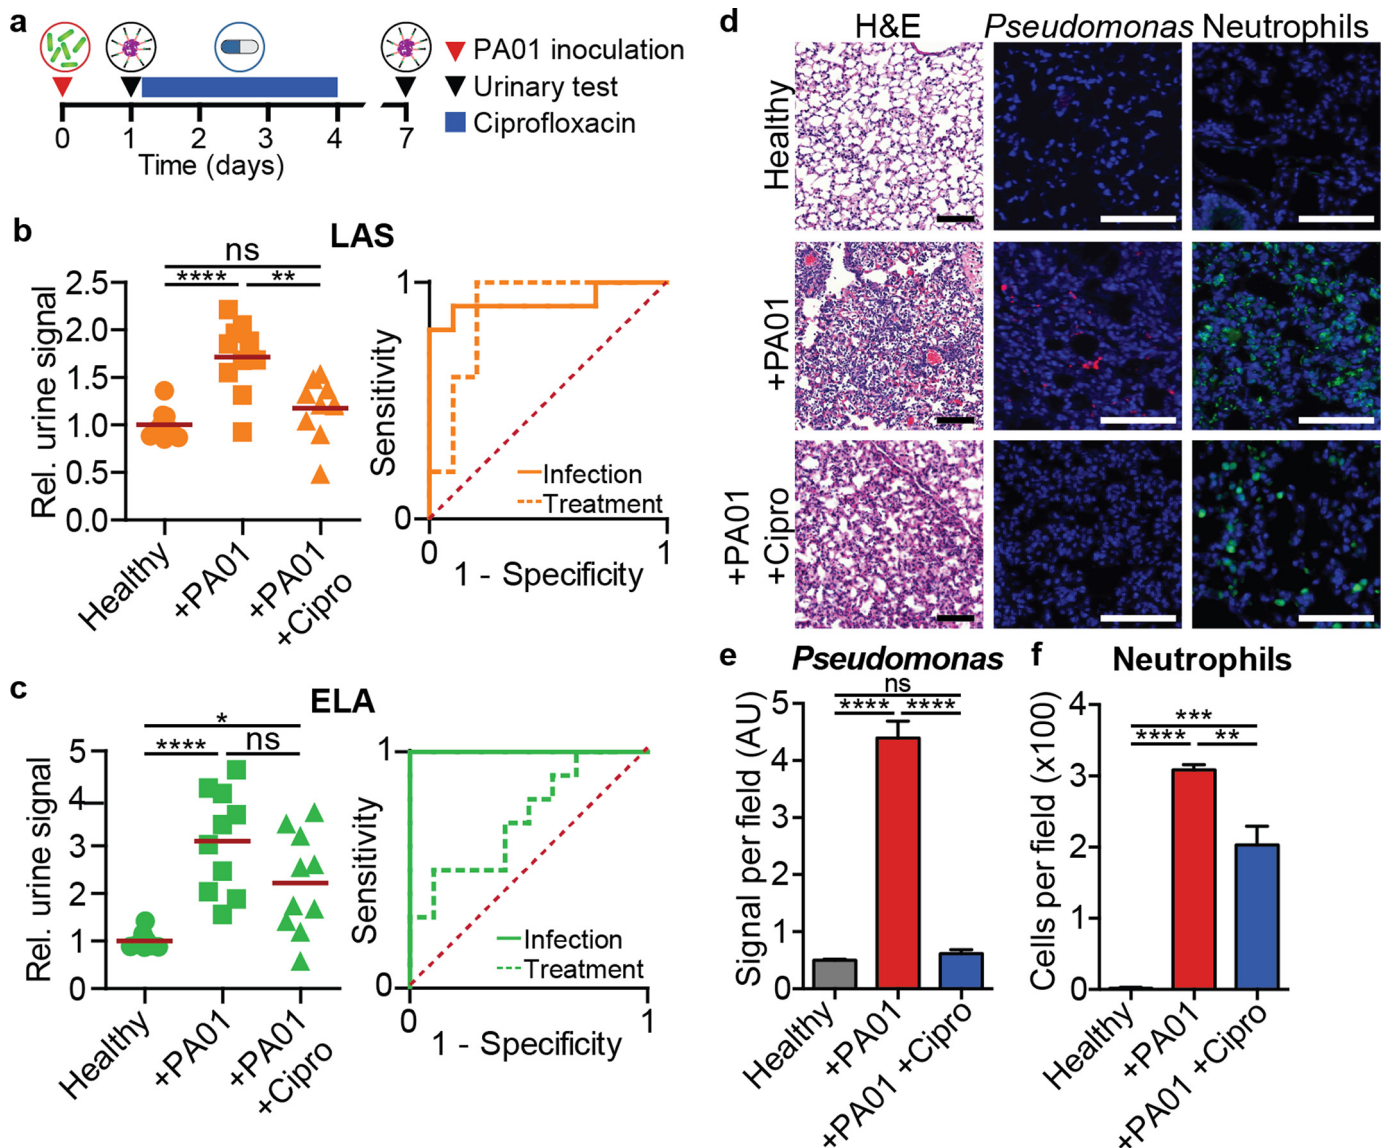 a
PA01 inoculation
Urinary test
Ciprofloxacin
0 1 2 3 4 7
Time (days)
b
LAS
ns
**** **
Rel. urine signal
2.5
2.0
1.5
1.0
0.5
0.0
Healthy
+PA01
+PA01
+Cipro
Sensitivity
1
0
Infection
Treatment
0 1
1 - Specificity
c
ELA
*
**** ns
Rel. urine signal
5
4
3
2
1
0
Healthy
+PA01
+PA01
+Cipro
Sensitivity
1
0
Infection
Treatment
0 1
1 - Specificity
d
H&E Pseudomonas Neutrophils
Healthy
+PA01
+PA01
+Cipro
e
Pseudomonas
ns
**** ****
Signal per field (AU)
5
4
3
2
1
0
Healthy
+PA01
+PA01 +Cipro
f
Neutrophils
***
**** **
Cells per field (x100)
4
3
2
1
0
Healthy
+PA01
+PA01 +Cipro